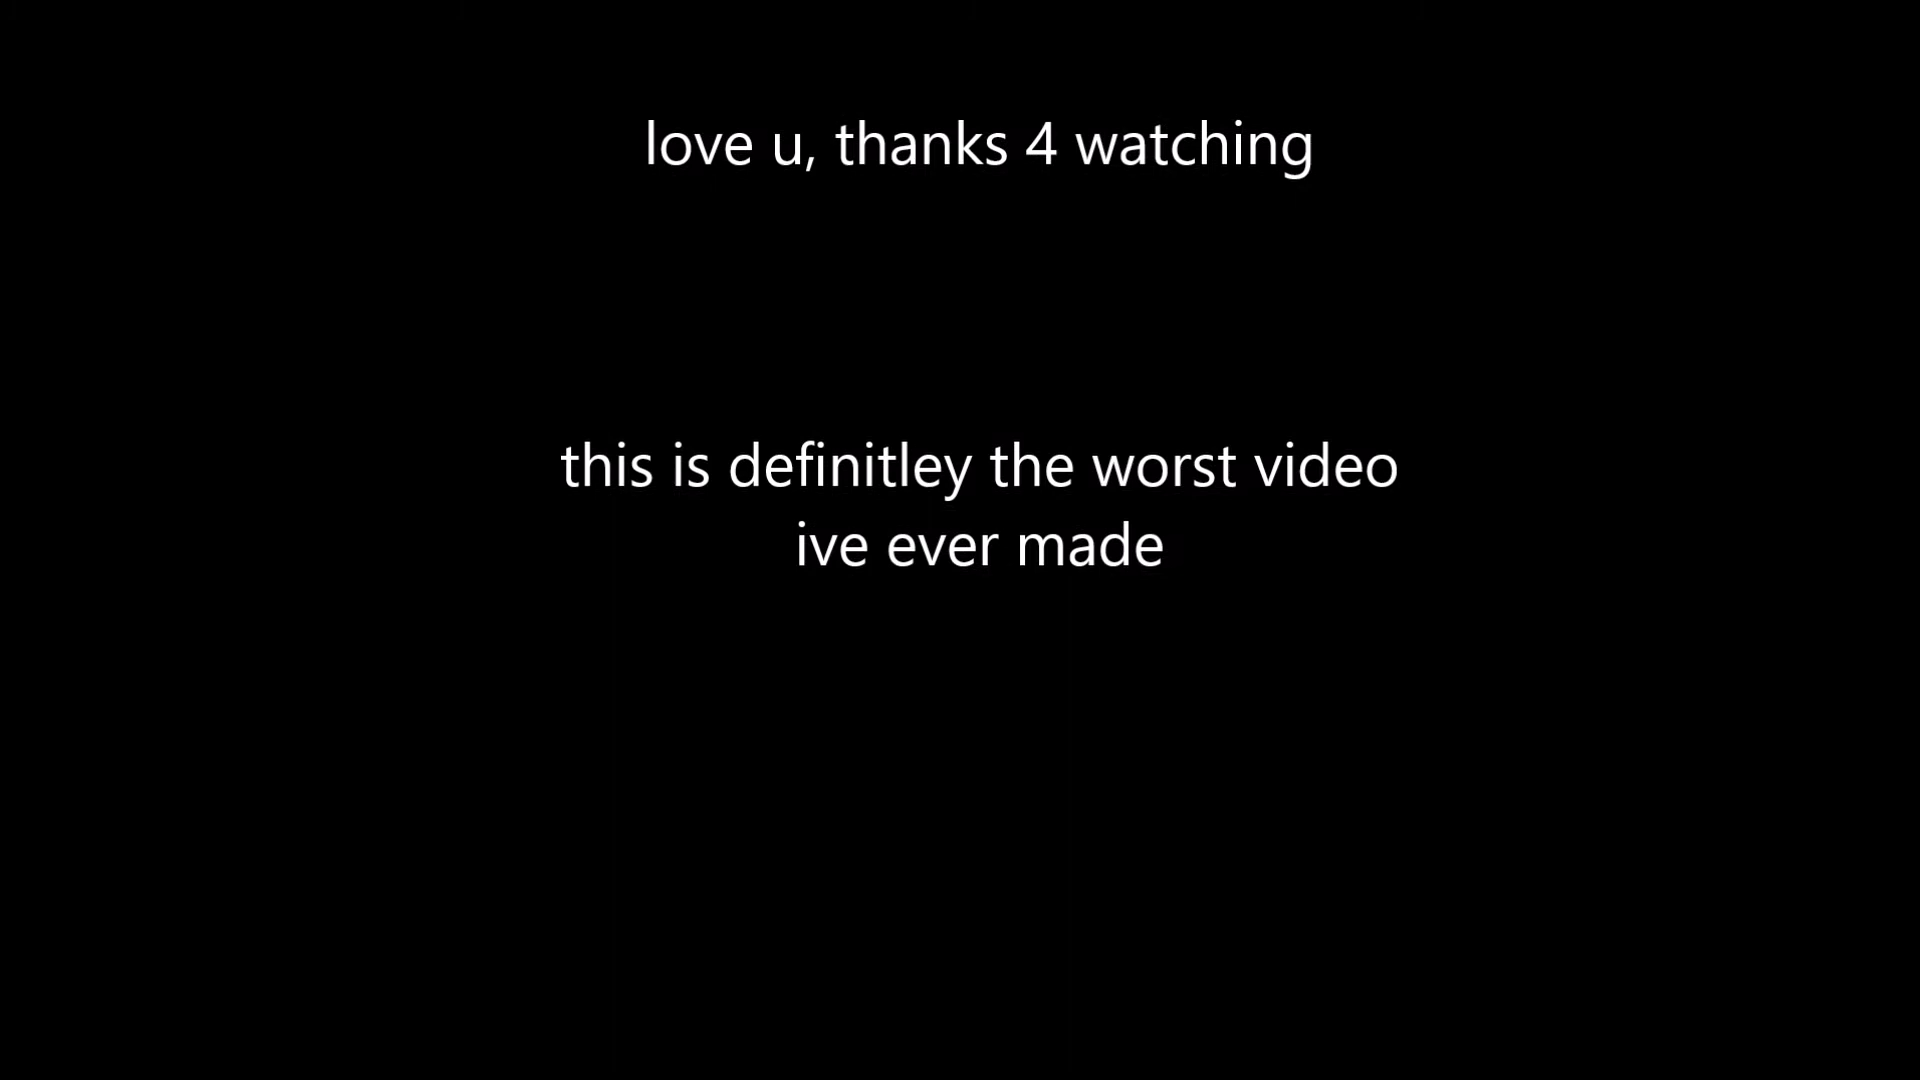 love u, thanks 4 watching
this is definitley the worst video
ive ever made